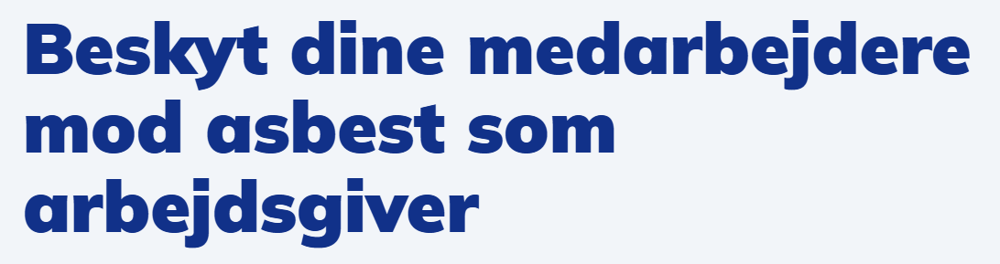 Beskyt dine medarbejdere
mod asbest som
arbejdsgiver